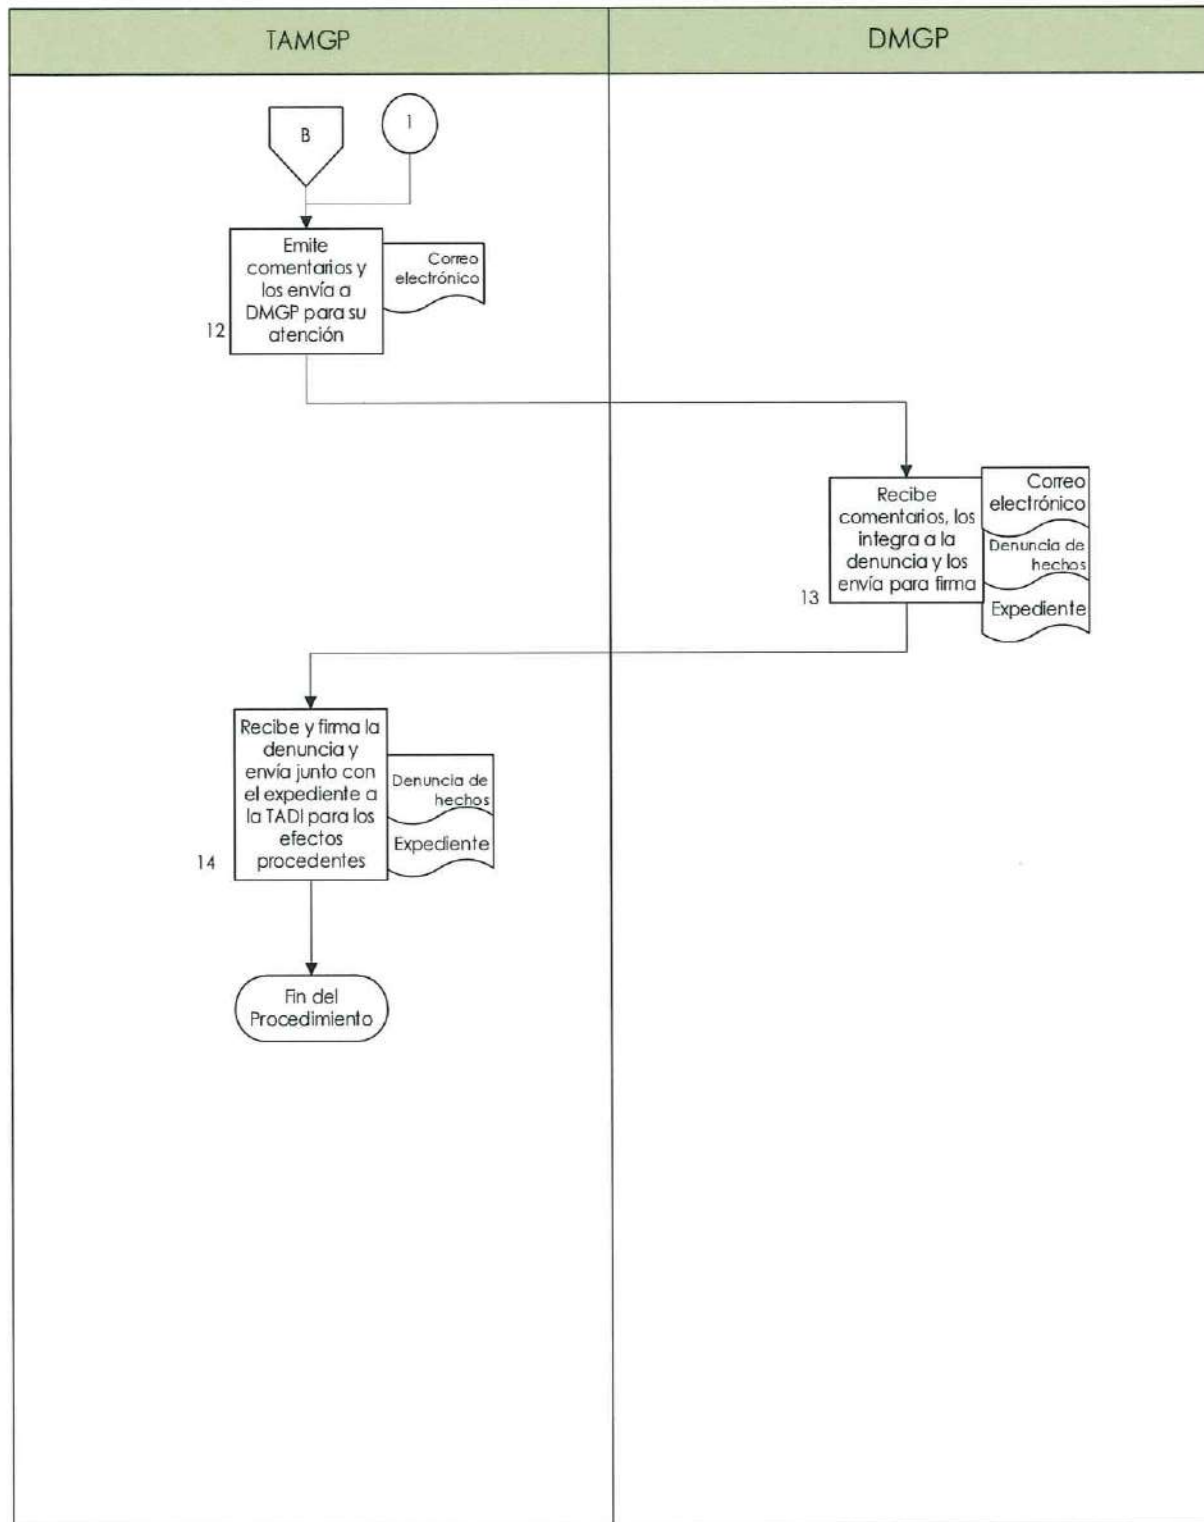 TAMGP
DMGP
B
1
Emite
comentarios y
los envía a
DMGP para su
atención
12
Correo
electrónico
Recibe
comentarios, los
integra a la
denuncia y los
envía para firma
13
Correo
electrónico
Denuncia de
hechos
Expediente
Recibe y firma la
denuncia y
envía junto con
el expediente a
la TADI para los
efectos
procedentes
14
Denuncia de
hechos
Expediente
Fin del
Procedimiento